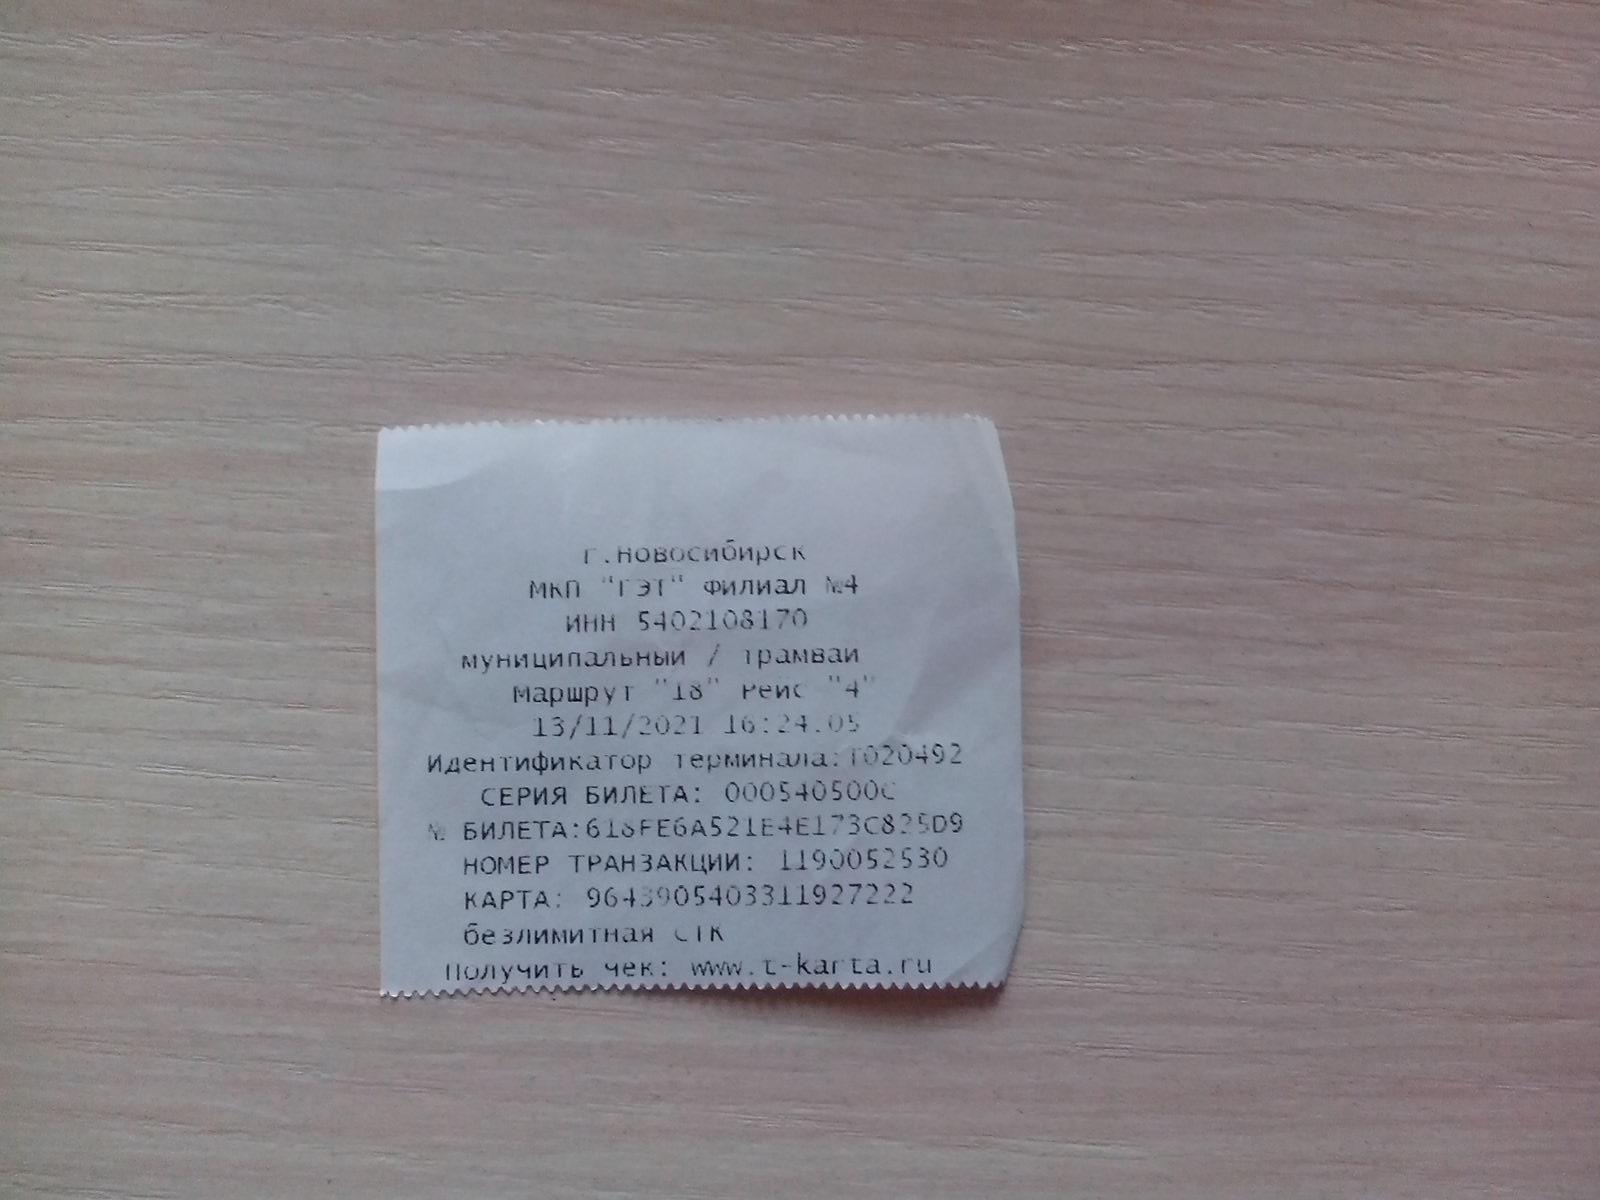 г.Новосибирск
МКП "ГЭТ" Филиал №4
ИНН 5402108170
муниципальный / трамвай
Маршрут "18" Рейс "4"
13/11/2021 16:24:05
Идентификатор терминала:T020492
СЕРИЯ БИЛЕТА: 000540500C
№ БИЛЕТА:618FE6A521E4E173C825D9
НОМЕР ТРАНЗАКЦИИ: 1190052530
КАРТА: 9643905403311927222
безлимитная СТК
Получить чек: www.t-karta.ru